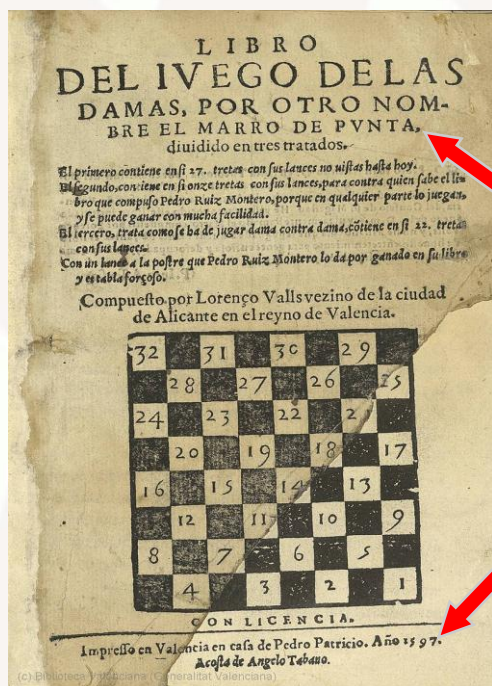 LIBRO
DEL IVEGO DELAS
DAMAS, POR OTRO NOM-
BRE EL MARRO DE PVNTA,
diuidido en tres tratados.
El primero contiene en ſi 27. tretas con ſus lances no uiſtas haſta hoy.
El ſegundo, contiene en ſi onze tretas con ſus lances, para contra quien ſabe el li-
bro que compuſo Pedro Ruiz Montero, porque en qualquier parte lo juegan,
y ſe puede ganar con mucha facilidad.
El tercero, trata como ſe ha de jugar dama contra dama, cõtiene en ſi 22. tretas
con ſus lances.
Con un lance a la poſtre que Pedro Ruiz Montero lo da por ganado en ſu libro
y es tabla forçoſo.
Compueſto por Lorenço Valls vezino de la ciudad
de Alicante en el reyno de Valencia.
32 31 30 29
28 27 26 25
24 23 22 21
20 19 18 17
16 15 14 13
12 11 10 9
8 7 6 5
4 3 2 1
CON LICENCIA.
Impreſſo en Valencia en caſa de Pedro Patricio, Año 1597.
Acoſta de Angelo Tabano.
(c) Biblioteca Valenciana (Generalitat Valenciana)